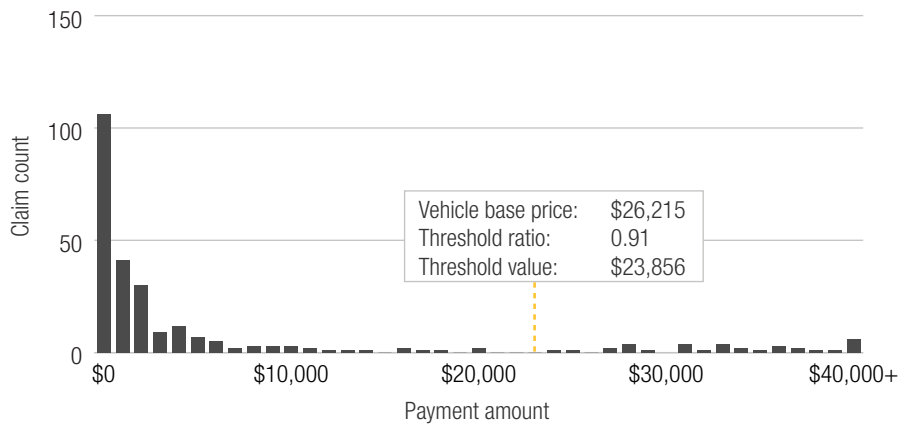 150
100
50
0
Claim count
Vehicle base price: $26,215
Threshold ratio: 0.91
Threshold value: $23,856
$0 $10,000 $20,000 $30,000 $40,000+
Payment amount